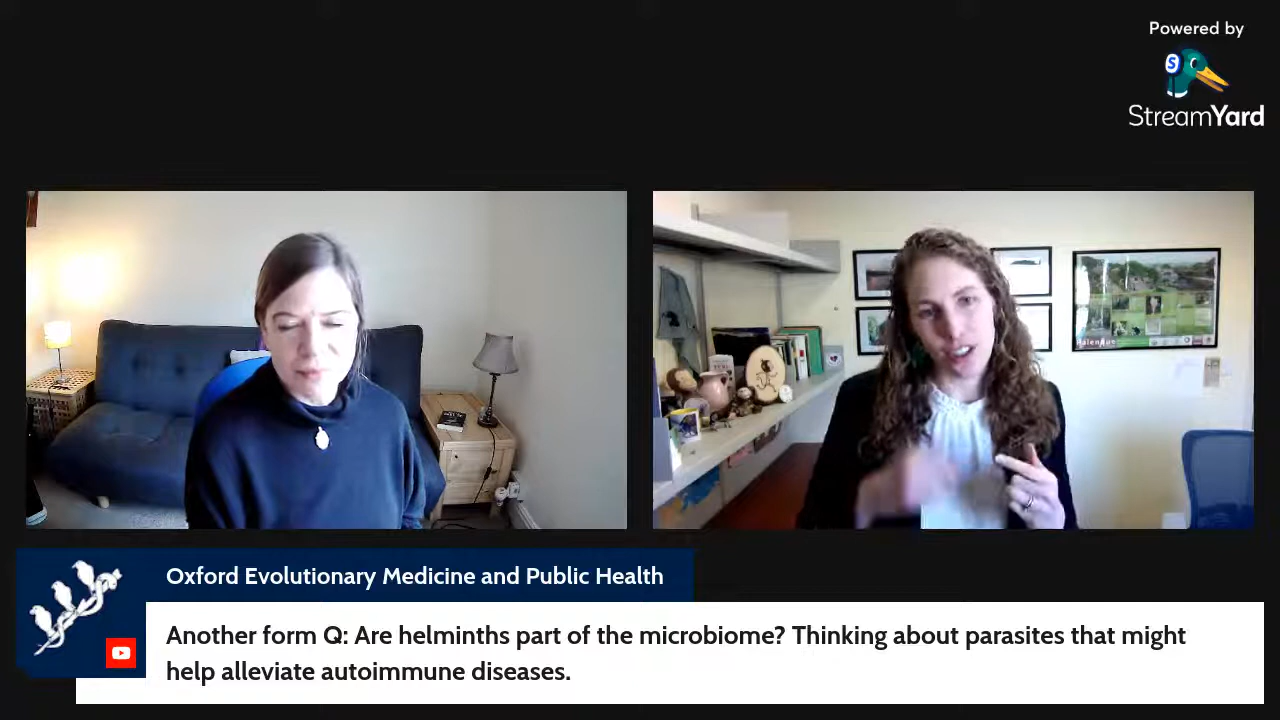 Powered by
StreamYard
Oxford Evolutionary Medicine and Public Health
Another form Q: Are helminths part of the microbiome? Thinking about parasites that might
help alleviate autoimmune diseases.